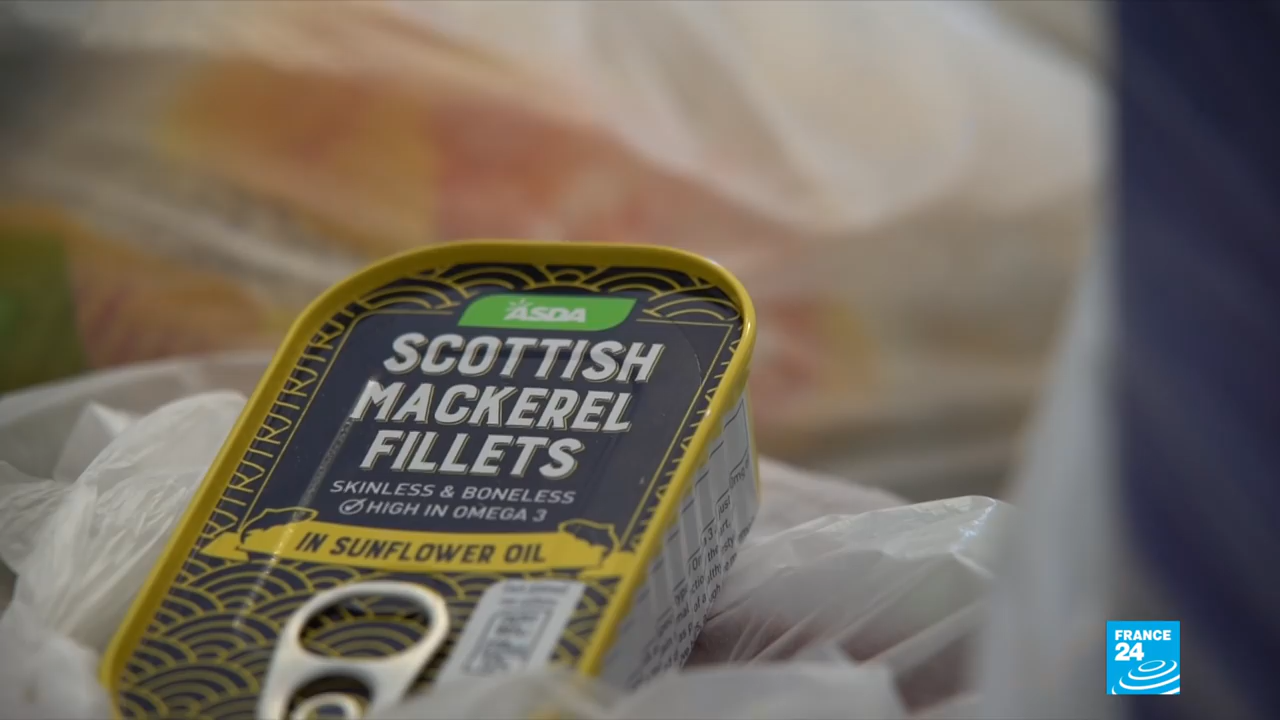 ASDA
SCOTTISH
MACKEREL
FILLETS
SKINLESS & BONELESS
HIGH IN OMEGA 3
IN SUNFLOWER OIL
FRANCE
24